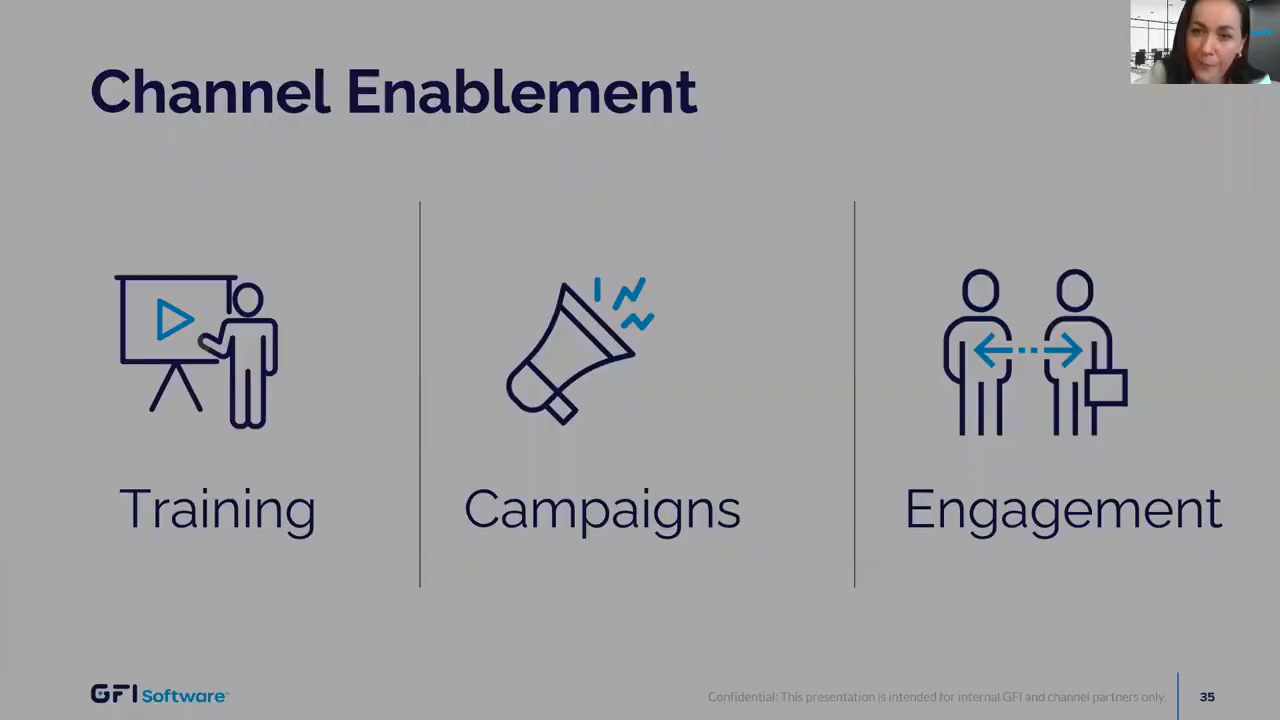 Channel Enablement
Training
Campaigns
Engagement
GFI Software™
Confidential: This presentation is intended for internal GFI and channel partners only.
35